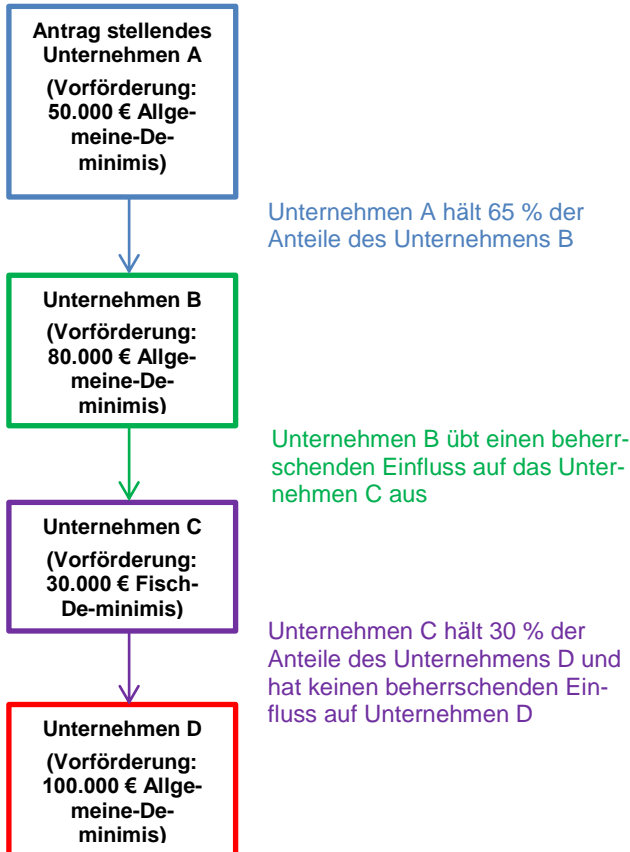 Antrag stellendes
Unternehmen A
(Vorförderung:
50.000 € Allge-
meine-De-
minimis)
Unternehmen A hält 65 % der
Anteile des Unternehmens B
Unternehmen B
(Vorförderung:
80.000 € Allge-
meine-De-
minimis)
Unternehmen B übt einen beherr-
schenden Einfluss auf das Unter-
nehmen C aus
Unternehmen C
(Vorförderung:
30.000 € Fisch-
De-minimis)
Unternehmen C hält 30 % der
Anteile des Unternehmens D und
hat keinen beherrschenden Ein-
fluss auf Unternehmen D
Unternehmen D
(Vorförderung:
100.000 € Allge-
meine-De-
minimis)